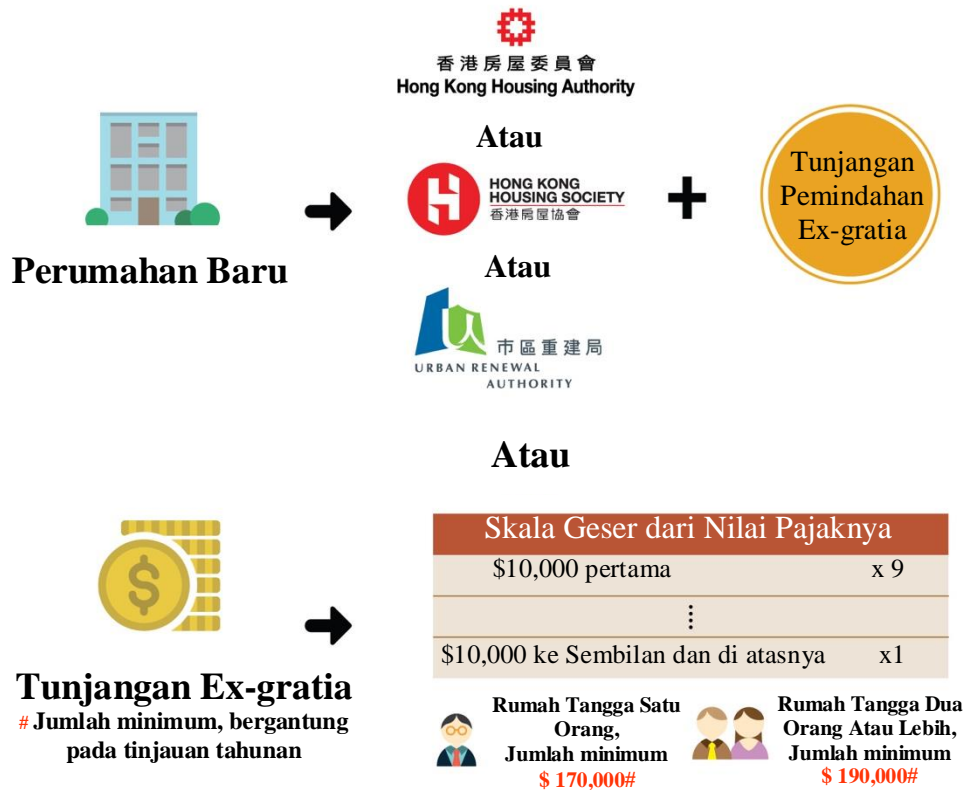 香港房屋委員會
Hong Kong Housing Authority
Atau
HONG KONG
HOUSING SOCIETY
香港房屋協會
Atau
市區重建局
URBAN RENEWAL
AUTHORITY
Perumahan Baru
+
Tunjangan
Pemindahan
Ex-gratia
Atau
$
Tunjangan Ex-gratia
# Jumlah minimum, bergantung
pada tinjauan tahunan
Skala Geser dari Nilai Pajaknya
$10,000 pertama x 9
⋮
$10,000 ke Sembilan dan di atasnya x1
Rumah Tangga Satu
Orang,
Jumlah minimum
$ 170,000#
Rumah Tangga Dua
Orang Atau Lebih,
Jumlah minimum
$ 190,000#